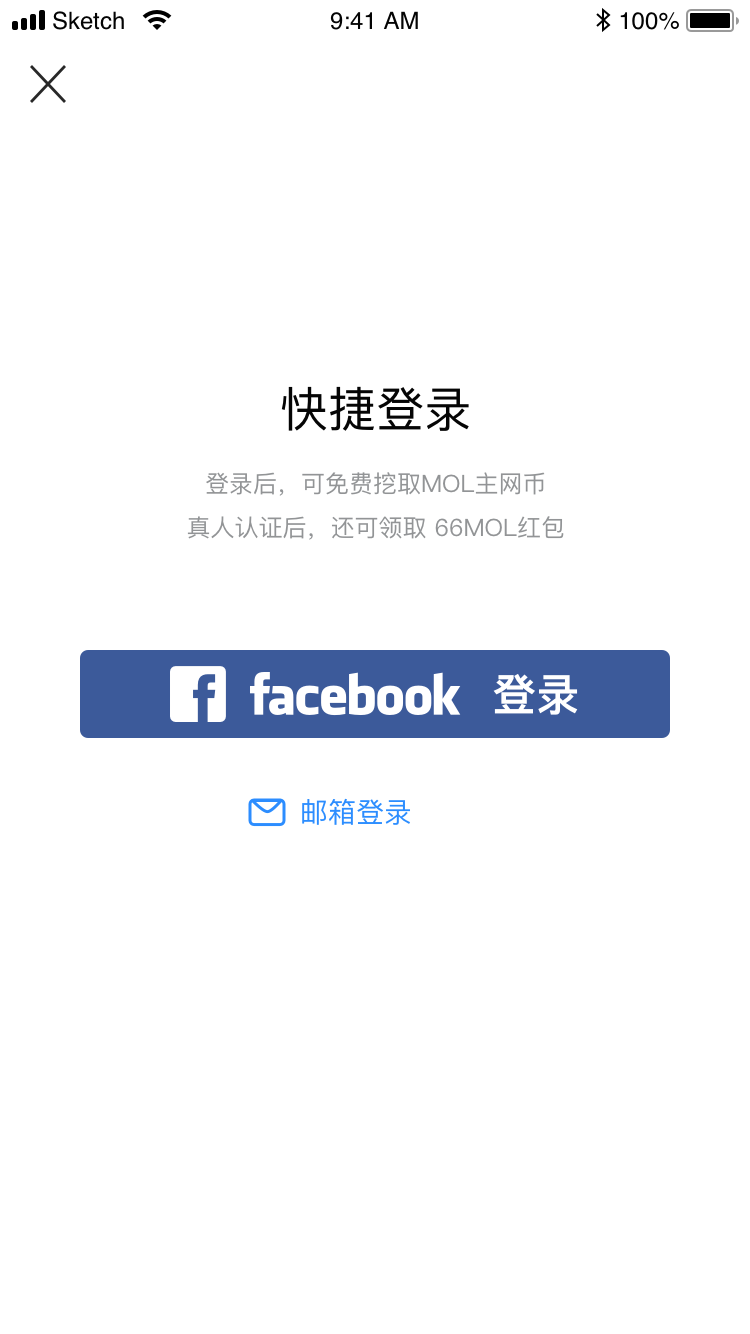 Sketch 9:41 AM 100%
快捷登录
登录后，可免费挖取MOL主网币
真人认证后，还可领取 66MOL红包
facebook 登录
邮箱登录